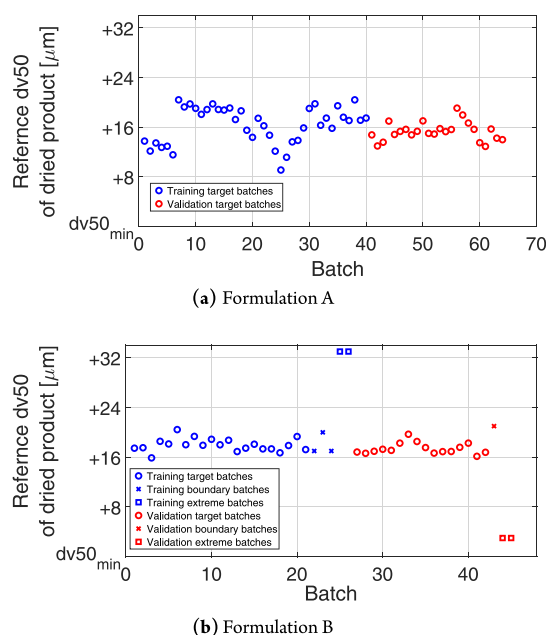 +32
+24
+16
+8
dv50min
Refernce dv50
of dried product [μm]
Training target batches
Validation target batches
0 10 20 30 40 50 60 70
Batch
(a) Formulation A
+32
+24
+16
+8
dv50min
Refernce dv50
of dried product [μm]
Training target batches
Training boundary batches
Training extreme batches
Validation target batches
Validation boundary batches
Validation extreme batches
0 10 20 30 40
Batch
(b) Formulation B